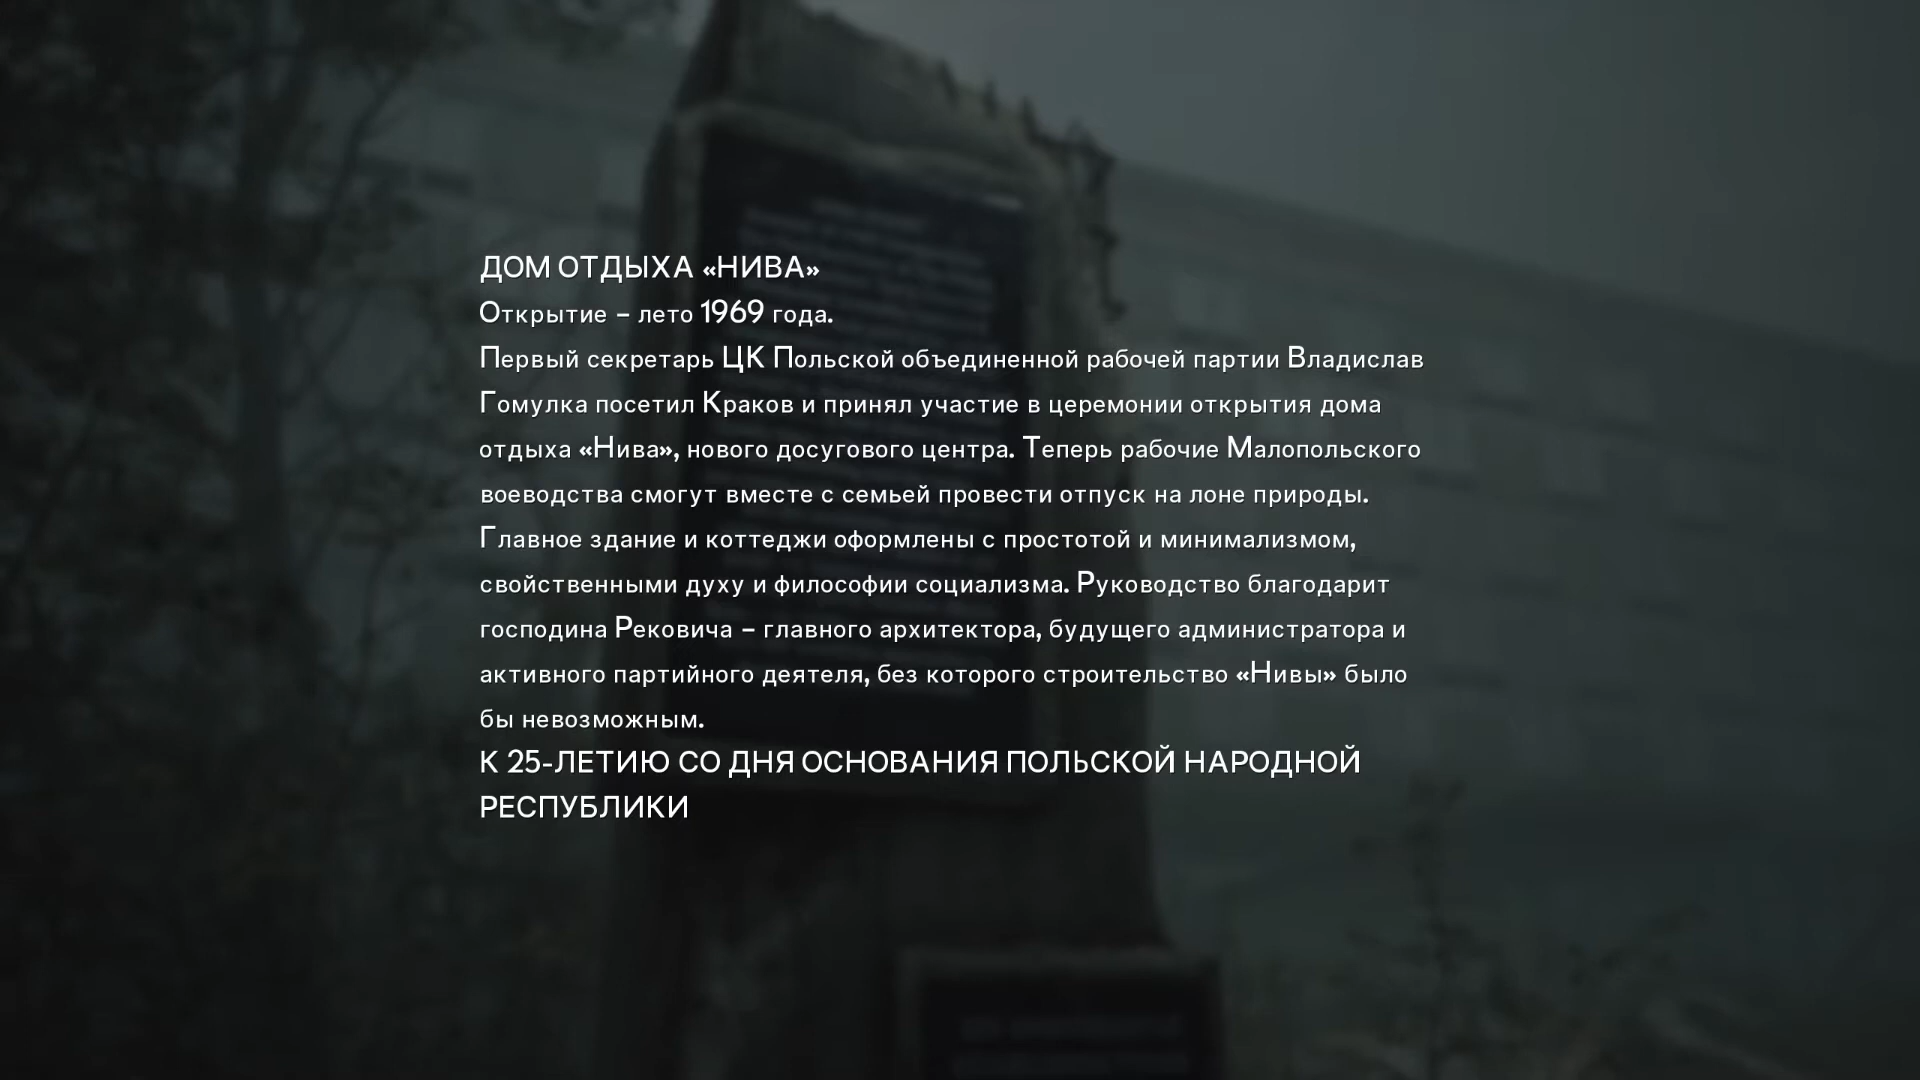 ДОМ ОТДЫХА «НИВА»
Открытие – лето 1969 года.
Первый секретарь ЦК Польской объединенной рабочей партии Владислав
Гомулка посетил Краков и принял участие в церемонии открытия дома
отдыха «Нива», нового досугового центра. Теперь рабочие Малопольского
воеводства смогут вместе с семьей провести отпуск на лоне природы.
Главное здание и коттеджи оформлены с простотой и минимализмом,
свойственными духу и философии социализма. Руководство благодарит
господина Рековича – главного архитектора, будущего администратора и
активного партийного деятеля, без которого строительство «Нивы» было
бы невозможным.
К 25-ЛЕТИЮ СО ДНЯ ОСНОВАНИЯ ПОЛЬСКОЙ НАРОДНОЙ
РЕСПУБЛИКИ